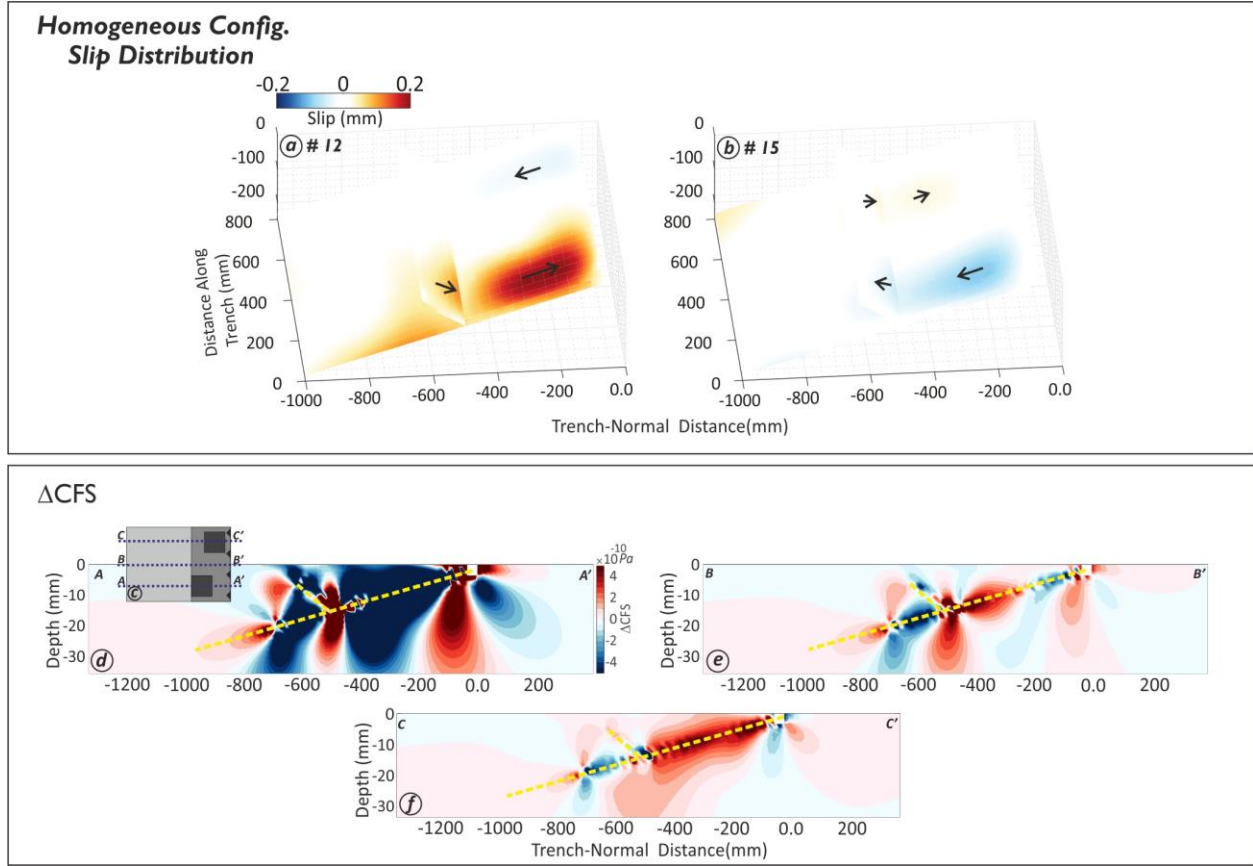 Homogeneous Config.
Slip Distribution
-0.2 0 0.2
Slip (mm)
a # 12
b # 15
0
-100
-200
800
600
400
200
0
Distance Along
Trench (mm)
-1000 -800 -600 -400 -200 0.0
0
-100
-200
800
600
400
200
0
-1000 -800 -600 -400 -200 0.0
Trench-Normal Distance(mm)
ΔCFS
C C'
B B'
A A'
c
×10⁻¹⁰ Pa
4
2
0
-2
-4
ΔCFS
A A'
0
-10
-20
-30
Depth (mm)
d
-1200 -1000 -800 -600 -400 -200 0.0 200
B B'
0
-10
-20
-30
Depth (mm)
e
-1200 -1000 -800 -600 -400 -200 0.0 200
C C'
0
-10
-20
-30
Depth (mm)
f
-1200 -1000 -800 -600 -400 -200 0.0 200
Trench-Normal Distance(mm)